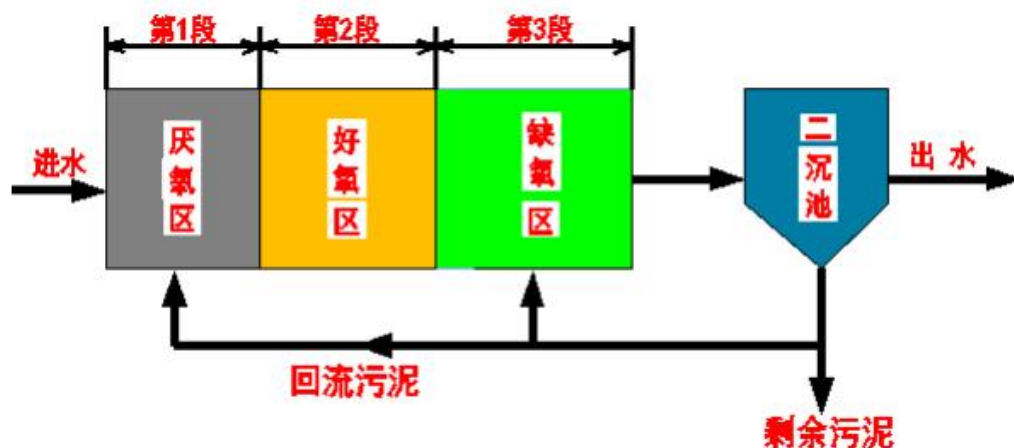 第1段
第2段
第3段
进水
厌氧区
好氧区
缺氧区
二沉池
出水
回流污泥
剩余污泥